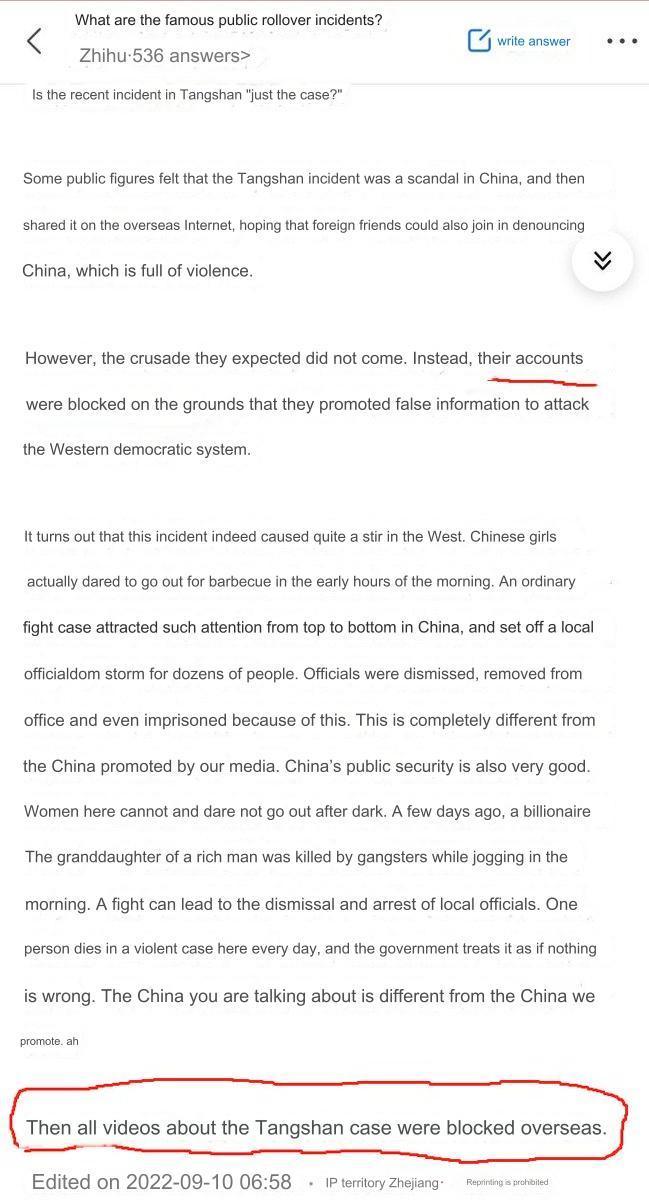 What are the famous public rollover incidents?
Zhihu·536 answers>
write answer
Is the recent incident in Tangshan "just the case?"
Some public figures felt that the Tangshan incident was a scandal in China, and then
shared it on the overseas Internet, hoping that foreign friends could also join in denouncing
China, which is full of violence.
However, the crusade they expected did not come. Instead, their accounts
were blocked on the grounds that they promoted false information to attack
the Western democratic system.
It turns out that this incident indeed caused quite a stir in the West. Chinese girls
actually dared to go out for barbecue in the early hours of the morning. An ordinary
fight case attracted such attention from top to bottom in China, and set off a local
officialdom storm for dozens of people. Officials were dismissed, removed from
office and even imprisoned because of this. This is completely different from
the China promoted by our media. China's public security is also very good.
Women here cannot and dare not go out after dark. A few days ago, a billionaire
The granddaughter of a rich man was killed by gangsters while jogging in the
morning. A fight can lead to the dismissal and arrest of local officials. One
person dies in a violent case here every day, and the government treats it as if nothing
is wrong. The China you are talking about is different from the China we
promote. ah
Then all videos about the Tangshan case were blocked overseas.
Edited on 2022-09-10 06:58 · IP territory Zhejiang· Reprinting is prohibited